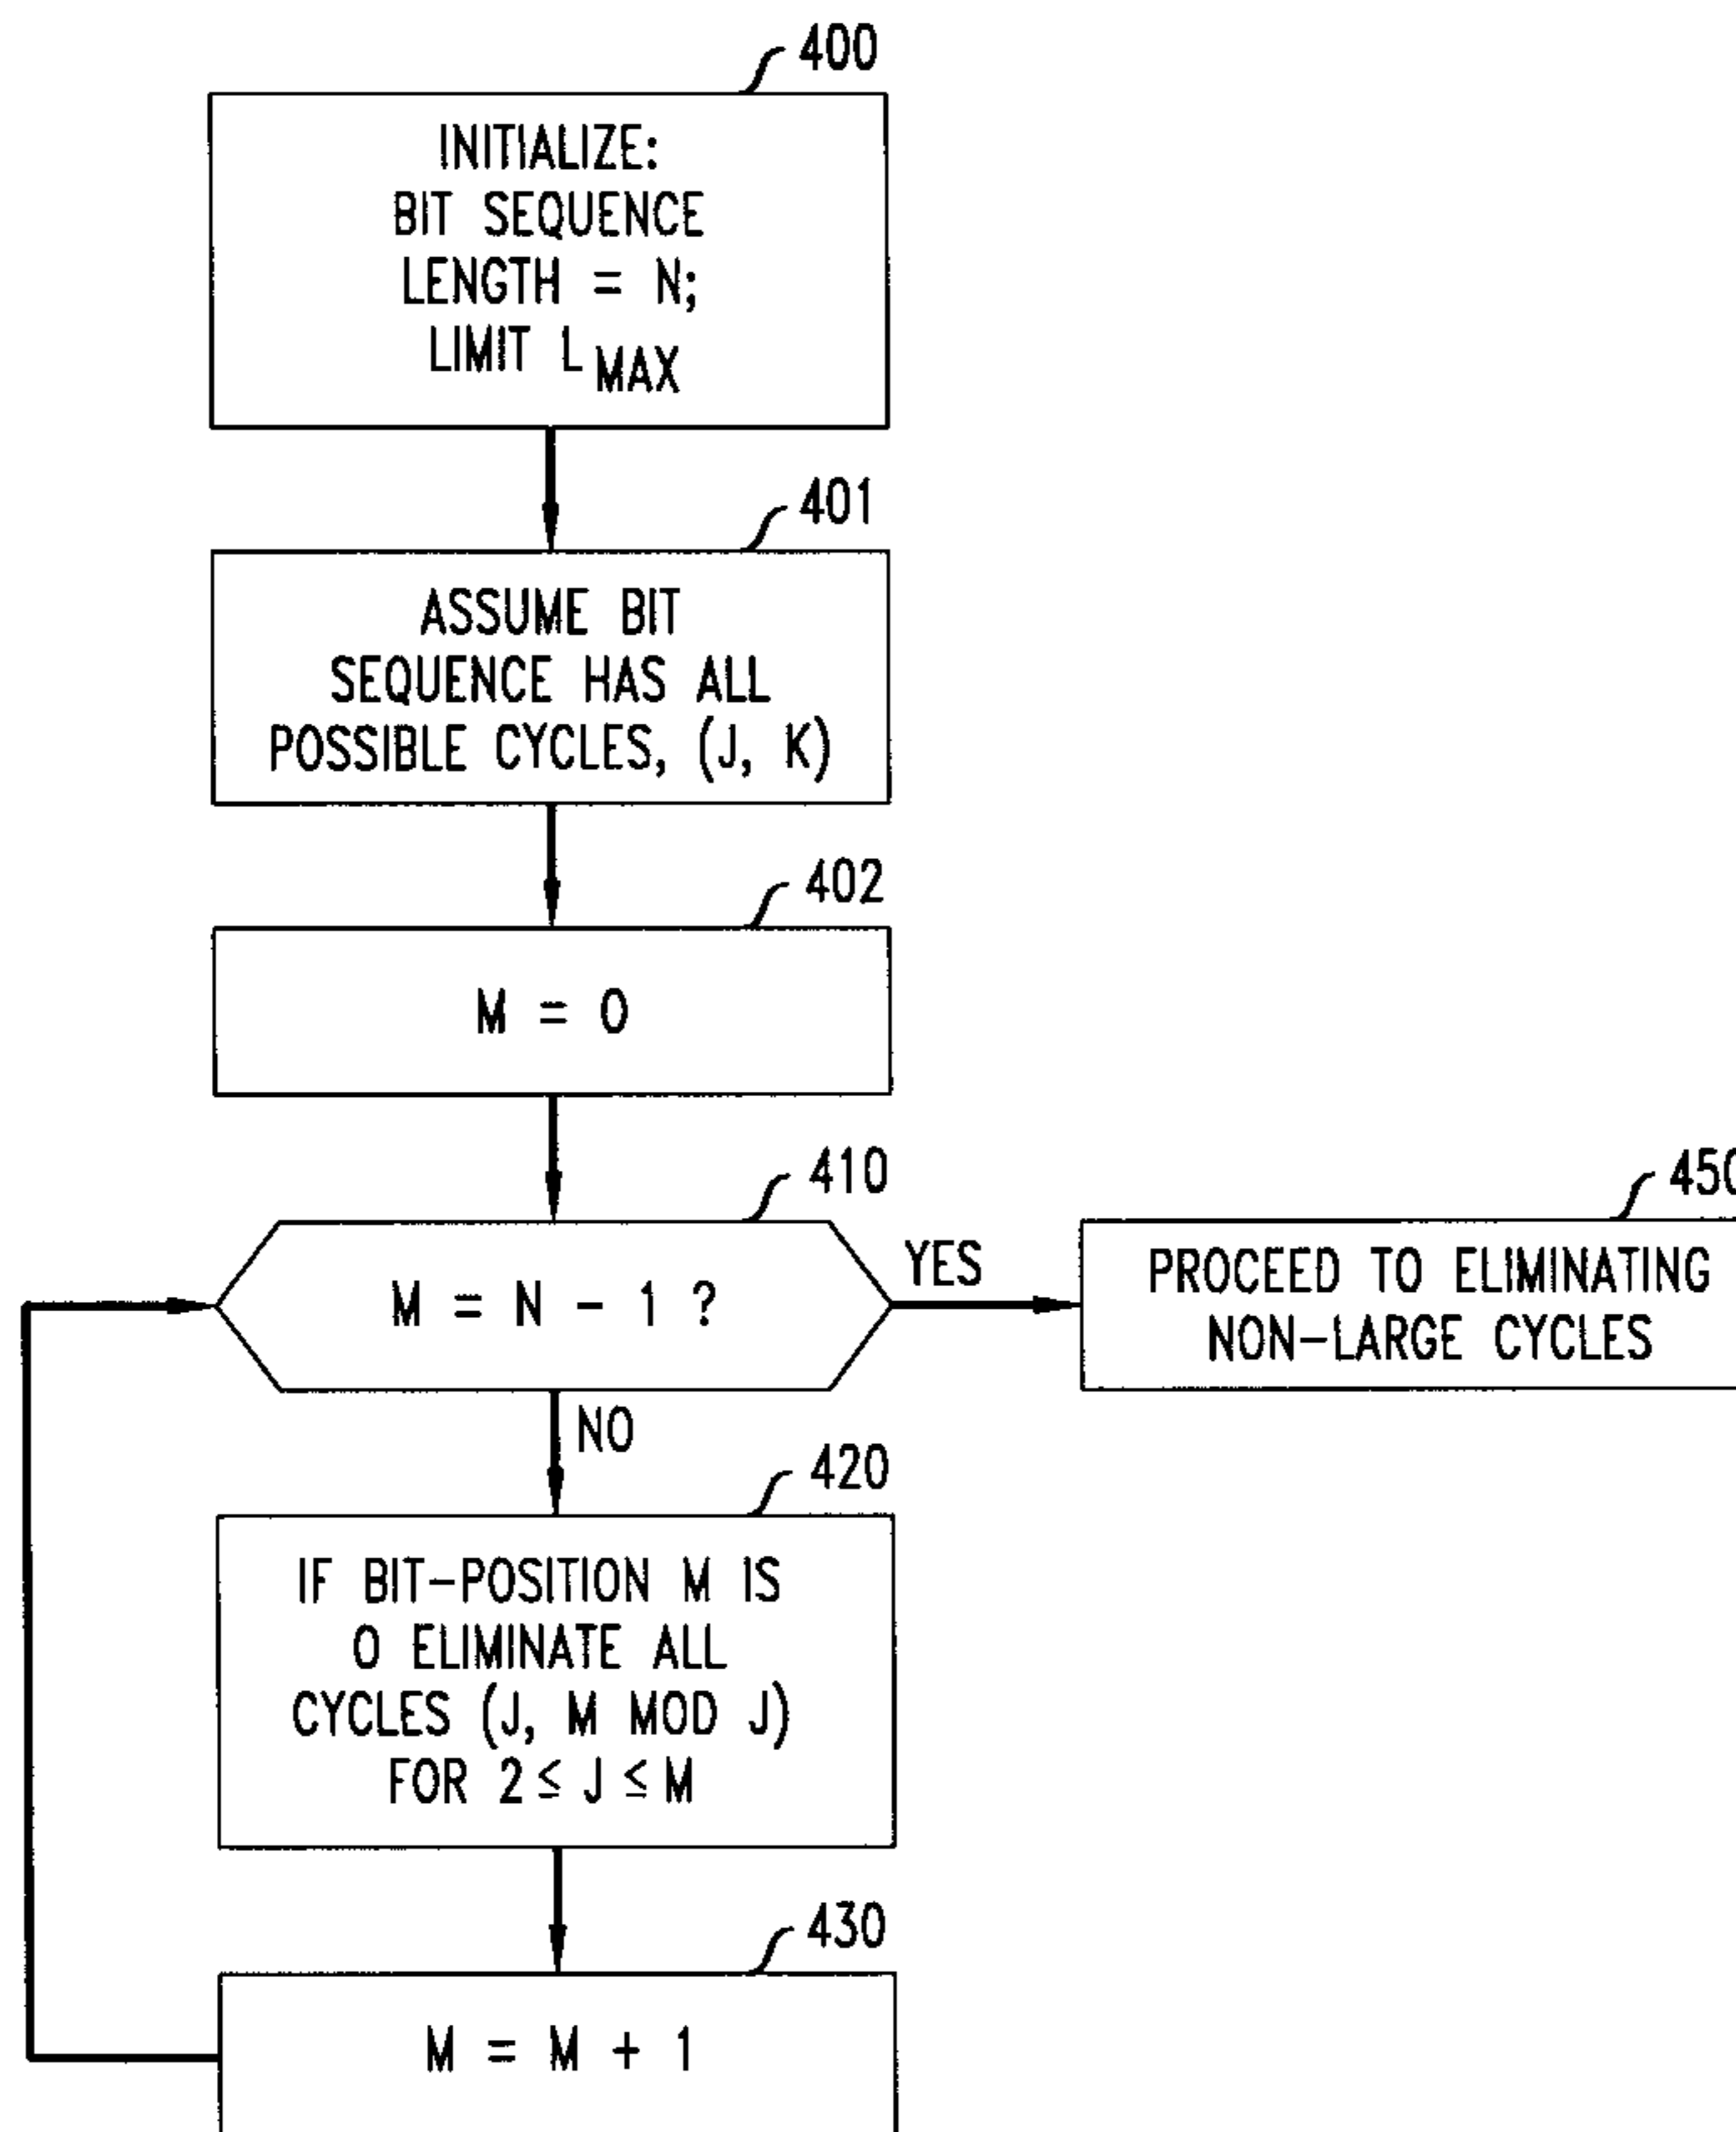 400
INITIALIZE:
BIT SEQUENCE
LENGTH = N;
LIMIT L MAX
401
ASSUME BIT
SEQUENCE HAS ALL
POSSIBLE CYCLES, (J, K)
402
M = 0
410
M = N - 1 ?
YES
450
PROCEED TO ELIMINATING
NON-LARGE CYCLES
NO
420
IF BIT-POSITION M IS
0 ELIMINATE ALL
CYCLES (J, M MOD J)
FOR 2 ≤ J ≤ M
430
M = M + 1